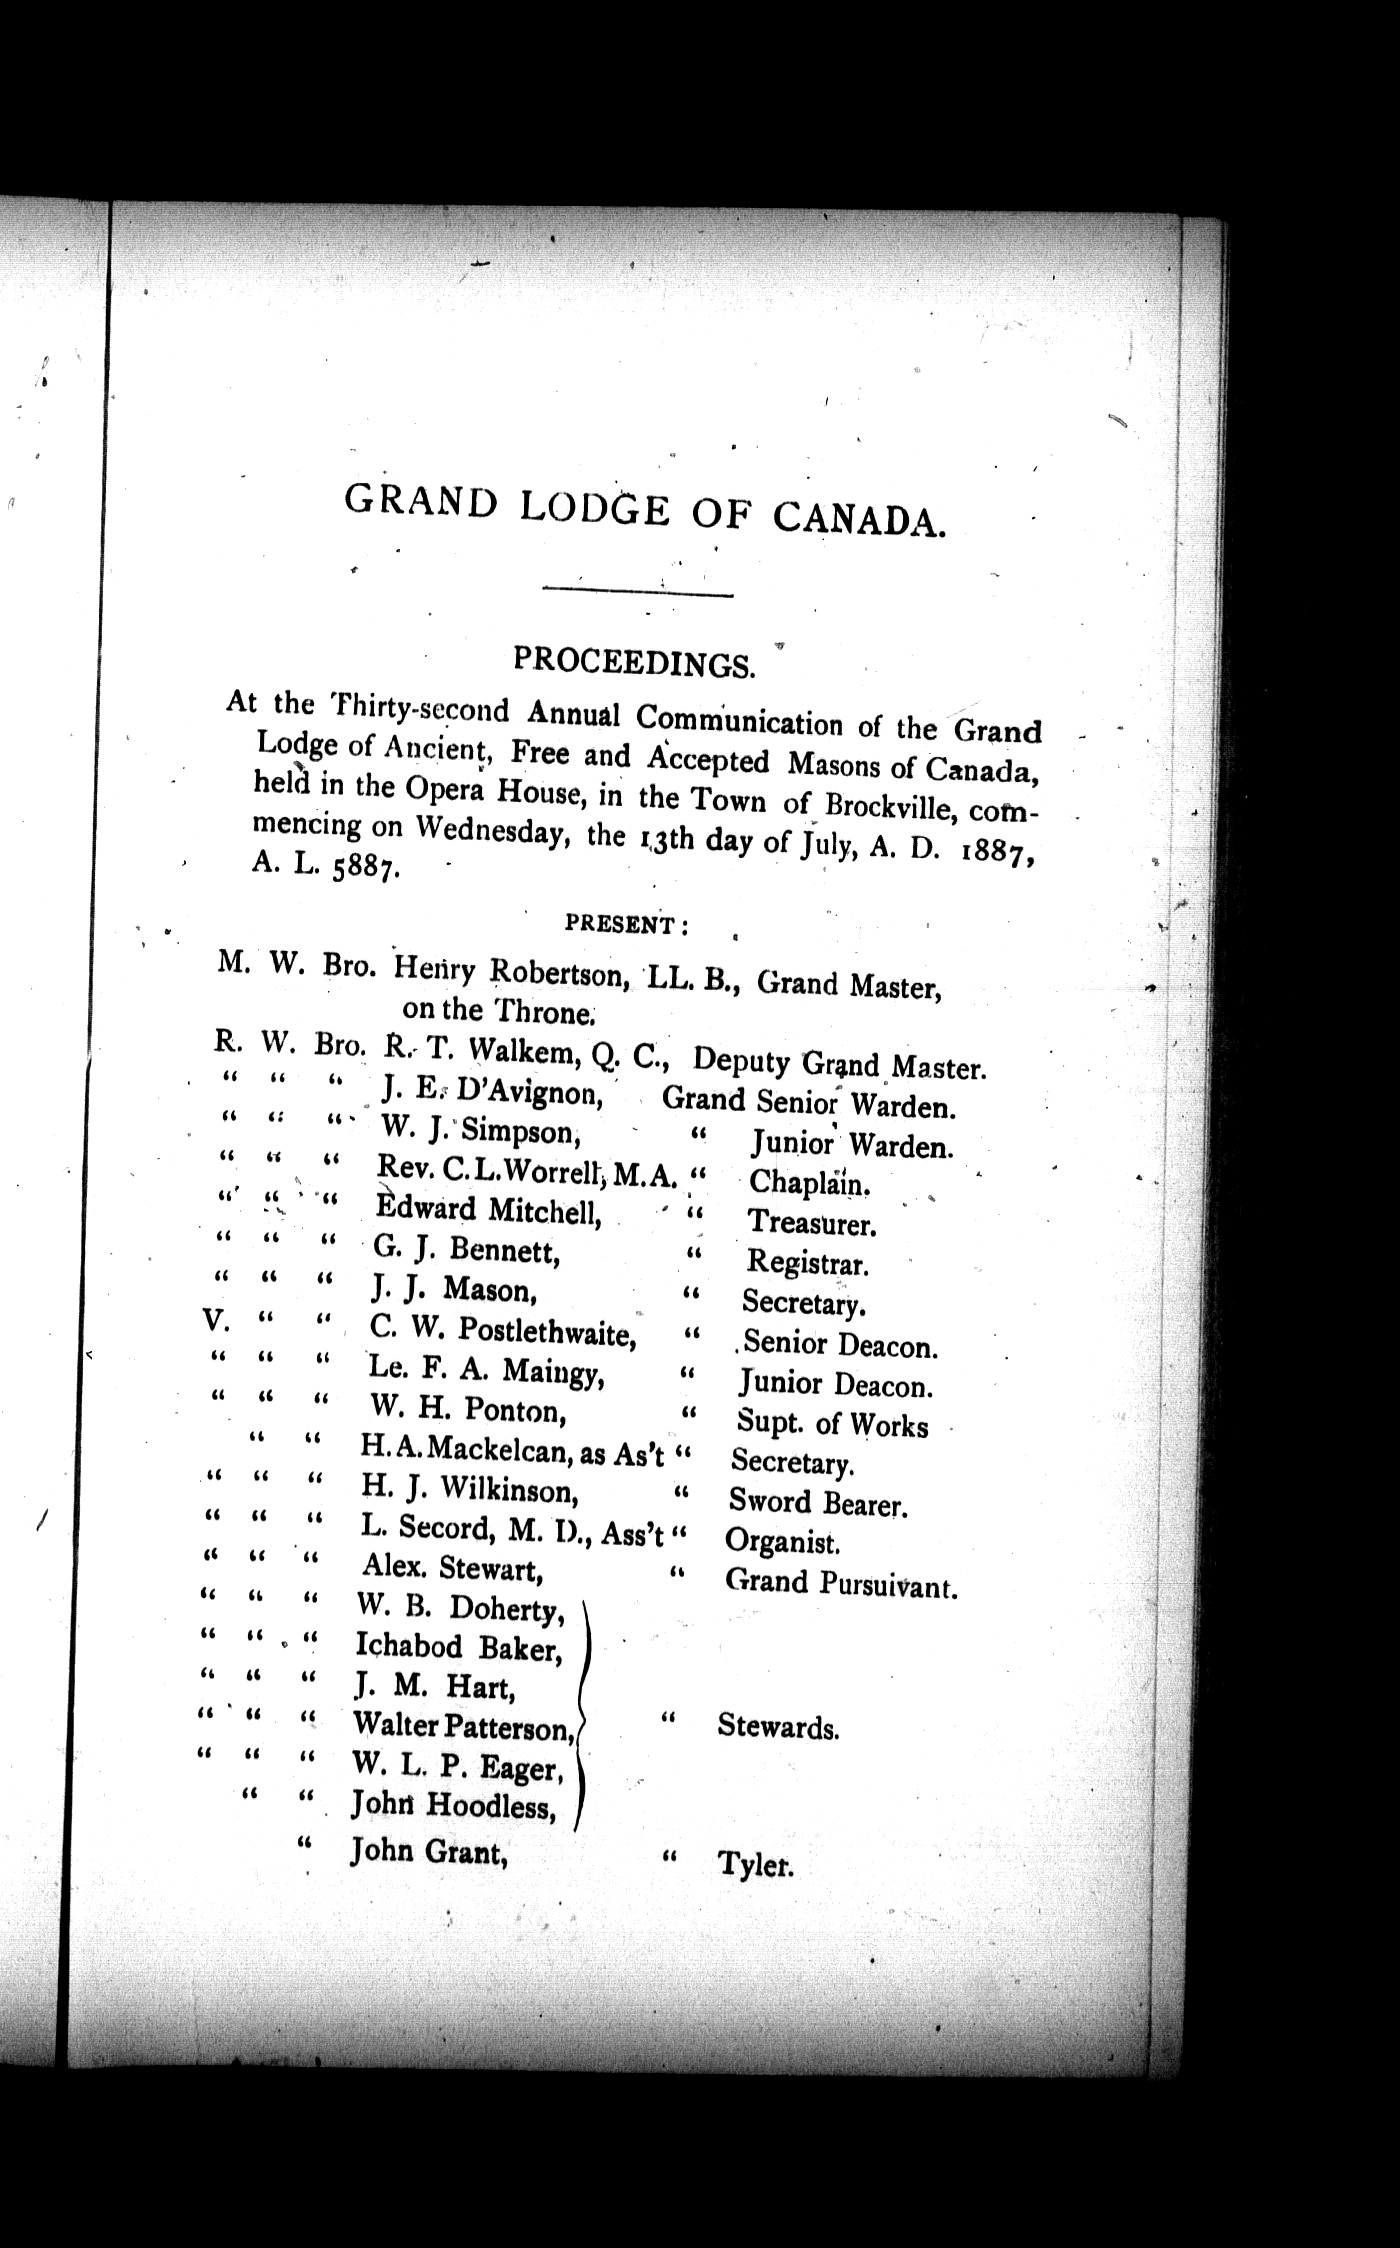 GRAND LODGE OF CANADA.
PROCEEDINGS.
At the Thirty-second Annual Communication of the Grand
Lodge of Ancient, Free and Accepted Masons of Canada,
held in the Opera House, in the Town of Brockville, com-
mencing on Wednesday, the 13th day of July, A. D. 1887,
A. L. 5887.
PRESENT:
M. W. Bro. Henry Robertson, LL. B., Grand Master,
on the Throne.
R. W. Bro. R. T. Walkem, Q. C., Deputy Grand Master.
“ “ “ J. E. D'Avignon, Grand Senior Warden.
“ “ “ W. J. Simpson, “ Junior Warden.
“ “ “ Rev. C. L. Worrell, M. A. “ Chaplain.
“ “ “ Edward Mitchell, “ Treasurer.
“ “ “ G. J. Bennett, “ Registrar.
“ “ “ J. J. Mason, “ Secretary.
V. “ “ C. W. Postlethwaite, “ Senior Deacon.
“ “ “ Le. F. A. Maingy, “ Junior Deacon.
“ “ “ W. H. Ponton, “ Supt. of Works
“ “ H. A. Mackelcan, as As't “ Secretary.
“ “ “ H. J. Wilkinson, “ Sword Bearer.
“ “ “ L. Secord, M. D., Ass't “ Organist.
“ “ “ Alex. Stewart, “ Grand Pursuivant.
“ “ “ W. B. Doherty,
“ “ “ Ichabod Baker,
“ “ “ J. M. Hart,
“ “ “ Walter Patterson, “ Stewards.
“ “ “ W. L. P. Eager,
“ “ John Hoodless,
“ John Grant, “ Tyler.